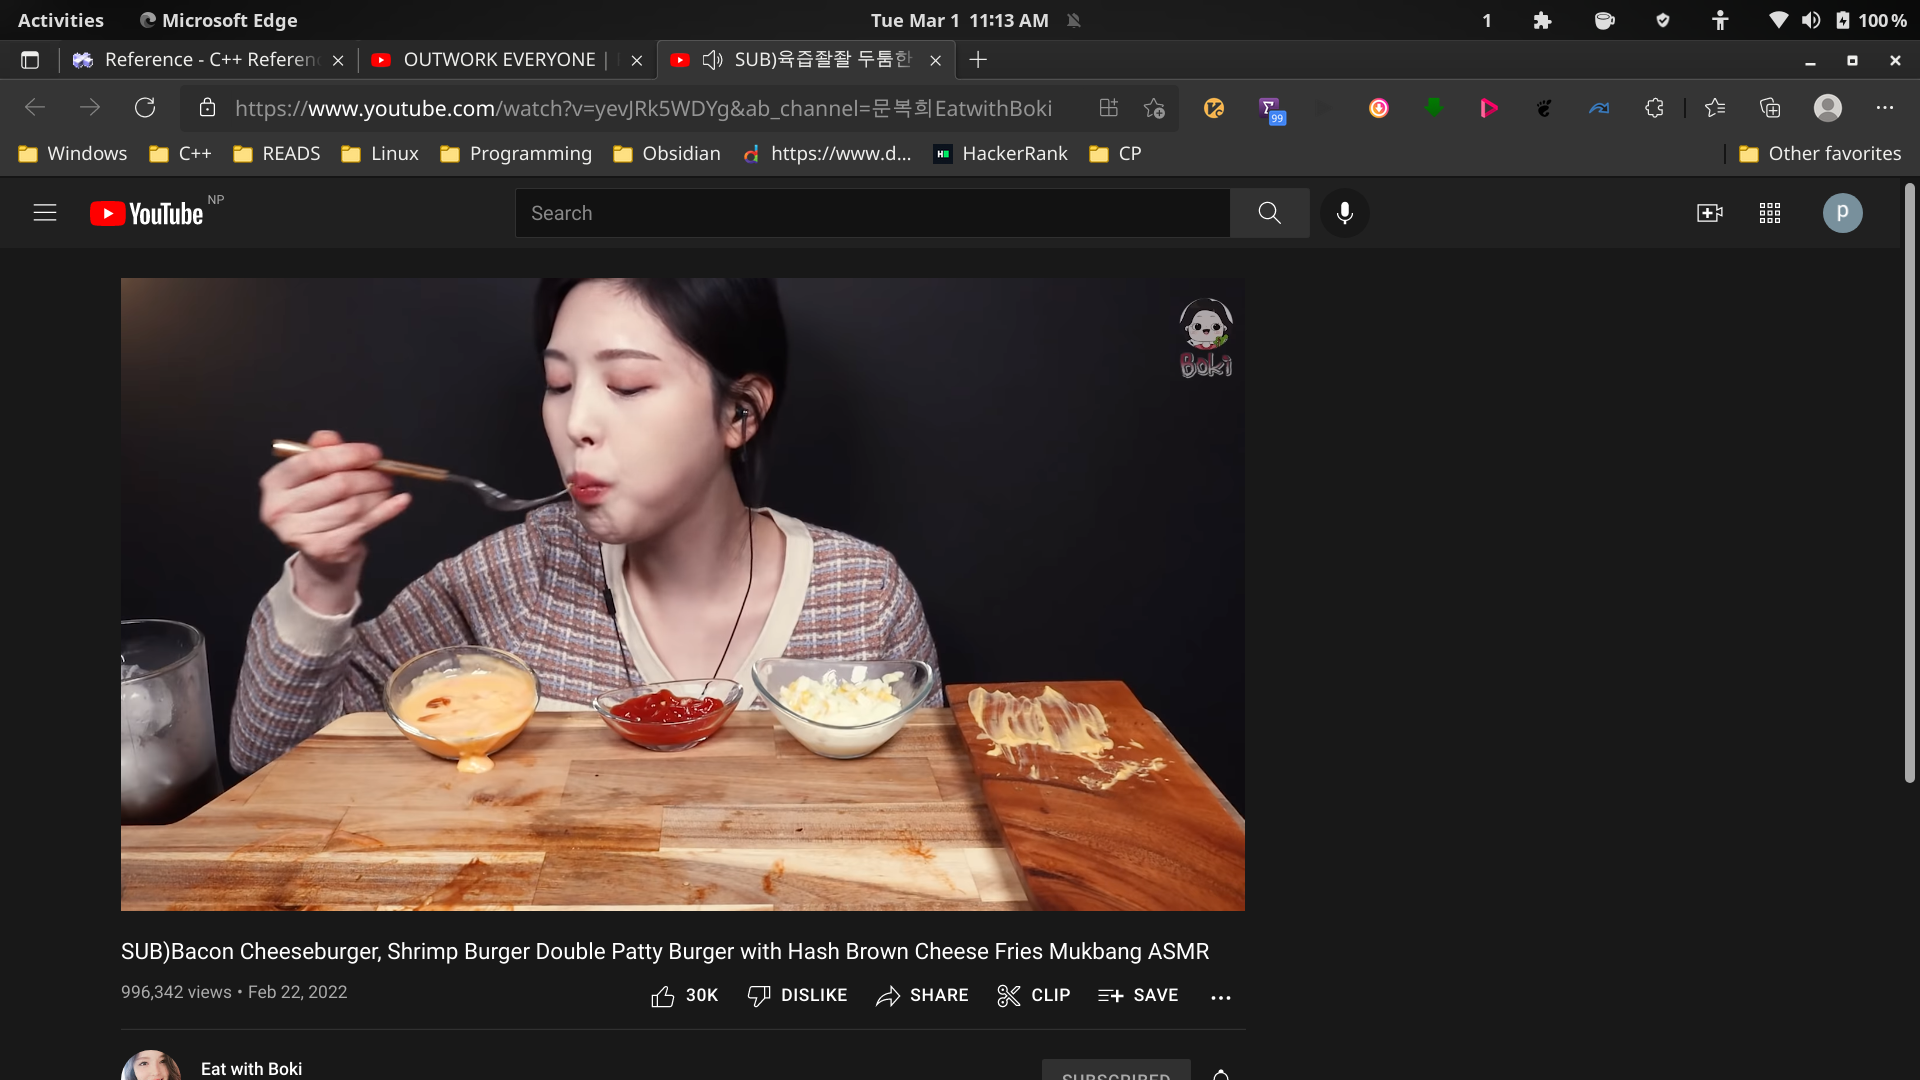 Activities Microsoft Edge Tue Mar 1 11:13 AM 1 100 %
Reference - C++ Referenc OUTWORK EVERYONE | SUB)육즙좔좔 두툼한
https://www.youtube.com/watch?v=yevJRk5WDYg&ab_channel=문복희EatwithBoki 99
Windows C++ READS Linux Programming Obsidian https://www.d... HackerRank CP Other favorites
YouTube NP Search p
Boki
SUB)Bacon Cheeseburger, Shrimp Burger Double Patty Burger with Hash Brown Cheese Fries Mukbang ASMR
996,342 views • Feb 22, 2022 30K DISLIKE SHARE CLIP SAVE
Eat with Boki SUBSCRIBED